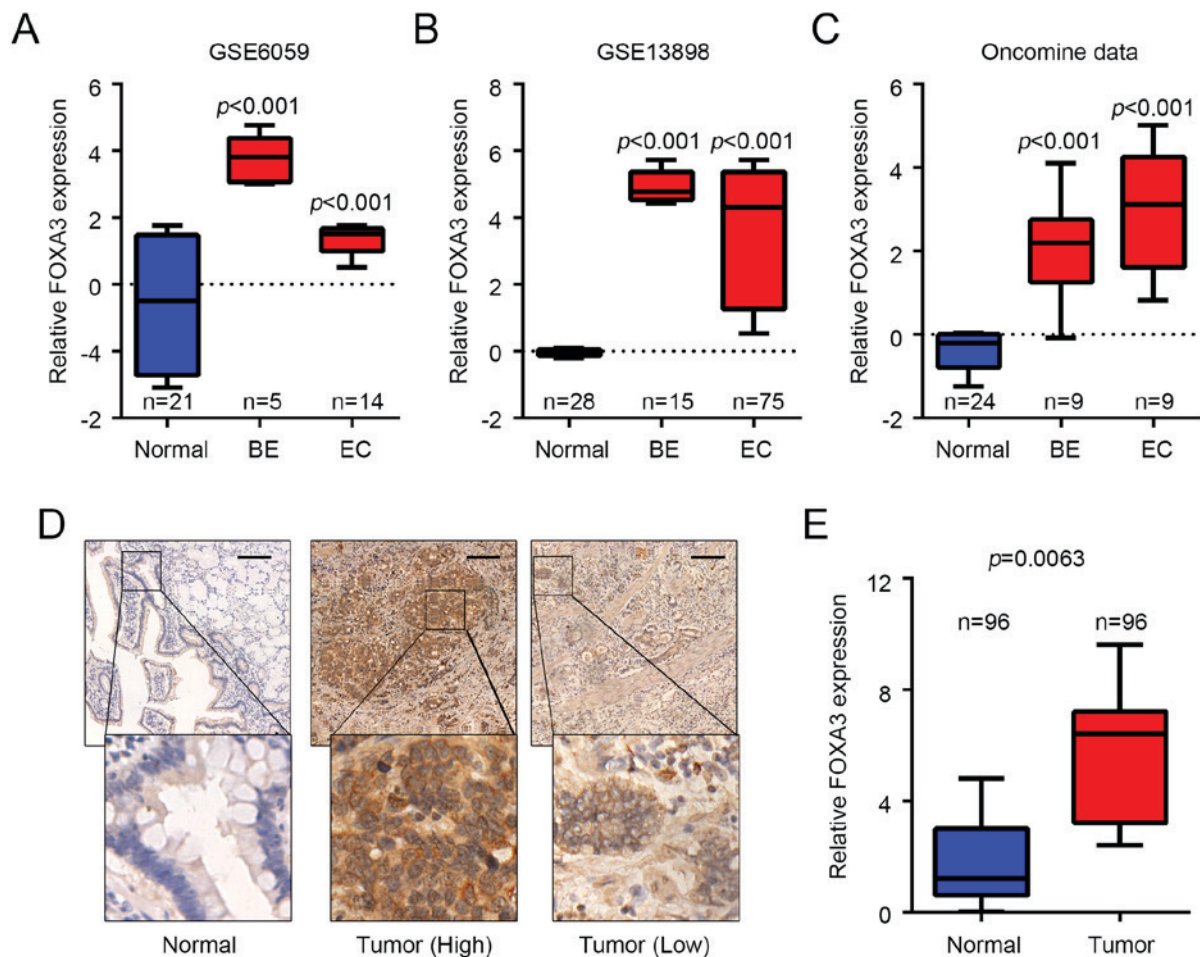 A
GSE6059
Relative FOXA3 expression
6
4
2
0
-4
-2
p<0.001
p<0.001
n=21
n=5
n=14
Normal
BE
EC
B
GSE13898
Relative FOXA3 expression
8
6
4
2
0
-2
p<0.001
p<0.001
n=28
n=15
n=75
Normal
BE
EC
C
Oncomine data
Relative FOXA3 expression
6
4
2
0
-2
p<0.001
p<0.001
n=24
n=9
n=9
Normal
BE
EC
D
Normal
Tumor (High)
Tumor (Low)
E
p=0.0063
Relative FOXA3 expression
12
8
4
0
n=96
n=96
Normal
Tumor